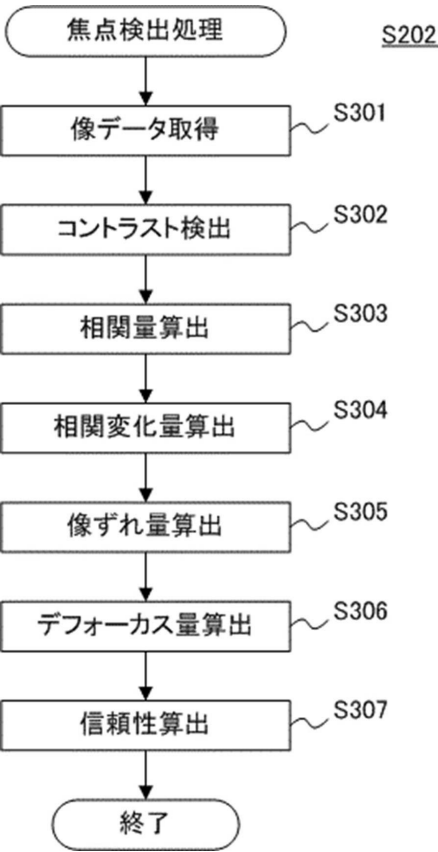 焦点検出処理
S202
像データ取得
S301
コントラスト検出
S302
相関量算出
S303
相関変化量算出
S304
像ずれ量算出
S305
デフォーカス量算出
S306
信頼性算出
S307
終了